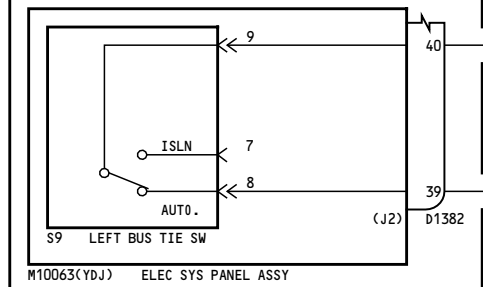 9
40
ISLN
7
8
AUTO.
39
(J2) D1382
S9 LEFT BUS TIE SW
M10063(YDJ) ELEC SYS PANEL ASSY